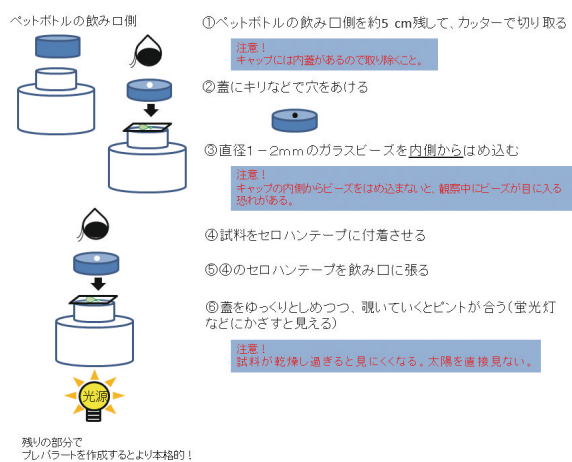 ペットボトルの飲み口側
①ペットボトルの飲み口側を約5 cm残して、カッターで切り取る
注意！
キャップには内蓋があるので取り除くこと。
②蓋にキリなどで穴をあける
③直径1－2mmのガラスビーズを内側からはめ込む
注意！
キャップの内側からビーズをはめ込まないと、観察中にビーズが目に入る
恐れがある。
④試料をセロハンテープに付着させる
⑤④のセロハンテープを飲み口に張る
⑥蓋をゆっくりとしめつつ、覗いていくとピントが合う（蛍光灯
などにかざすと見える）
注意！
試料が乾燥し過ぎると見にくくなる。太陽を直接見ない。
光源
残りの部分で
プレパラートを作成するとより本格的！